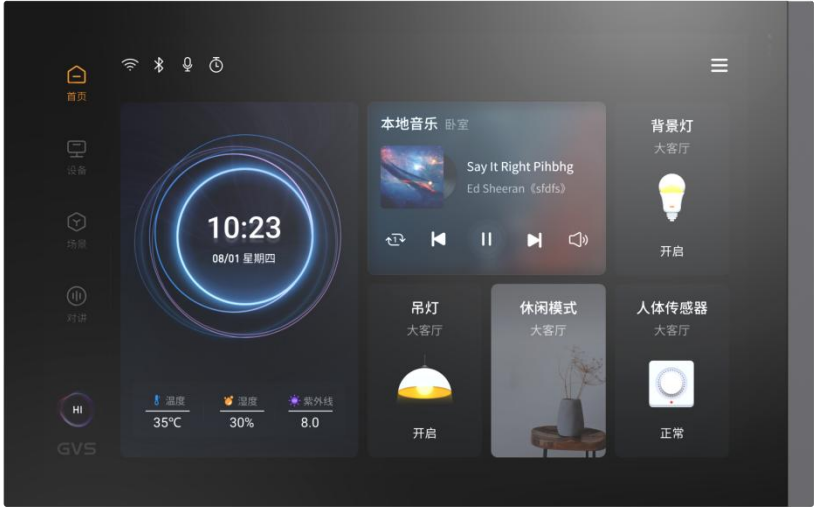 首页
设备
场景
对讲
HI
GVS
10:23
08/01 星期四
温度 湿度 紫外线
35℃ 30% 8.0
本地音乐 卧室
Say It Right Pihbhg
Ed Sheeran《sfdfs》
1
背景灯
大客厅
开启
吊灯
大客厅
开启
休闲模式
大客厅
人体传感器
大客厅
正常